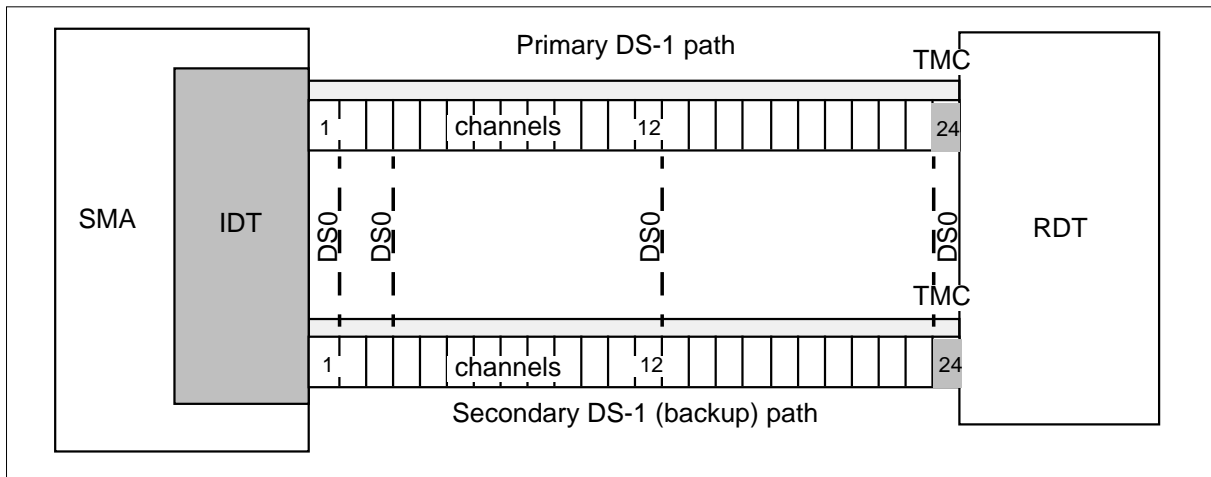 Primary DS-1 path
TMC
1 channels 12 24
SMA
IDT
DS0
DS0
DS0
DS0
RDT
TMC
1 channels 12 24
Secondary DS-1 (backup) path